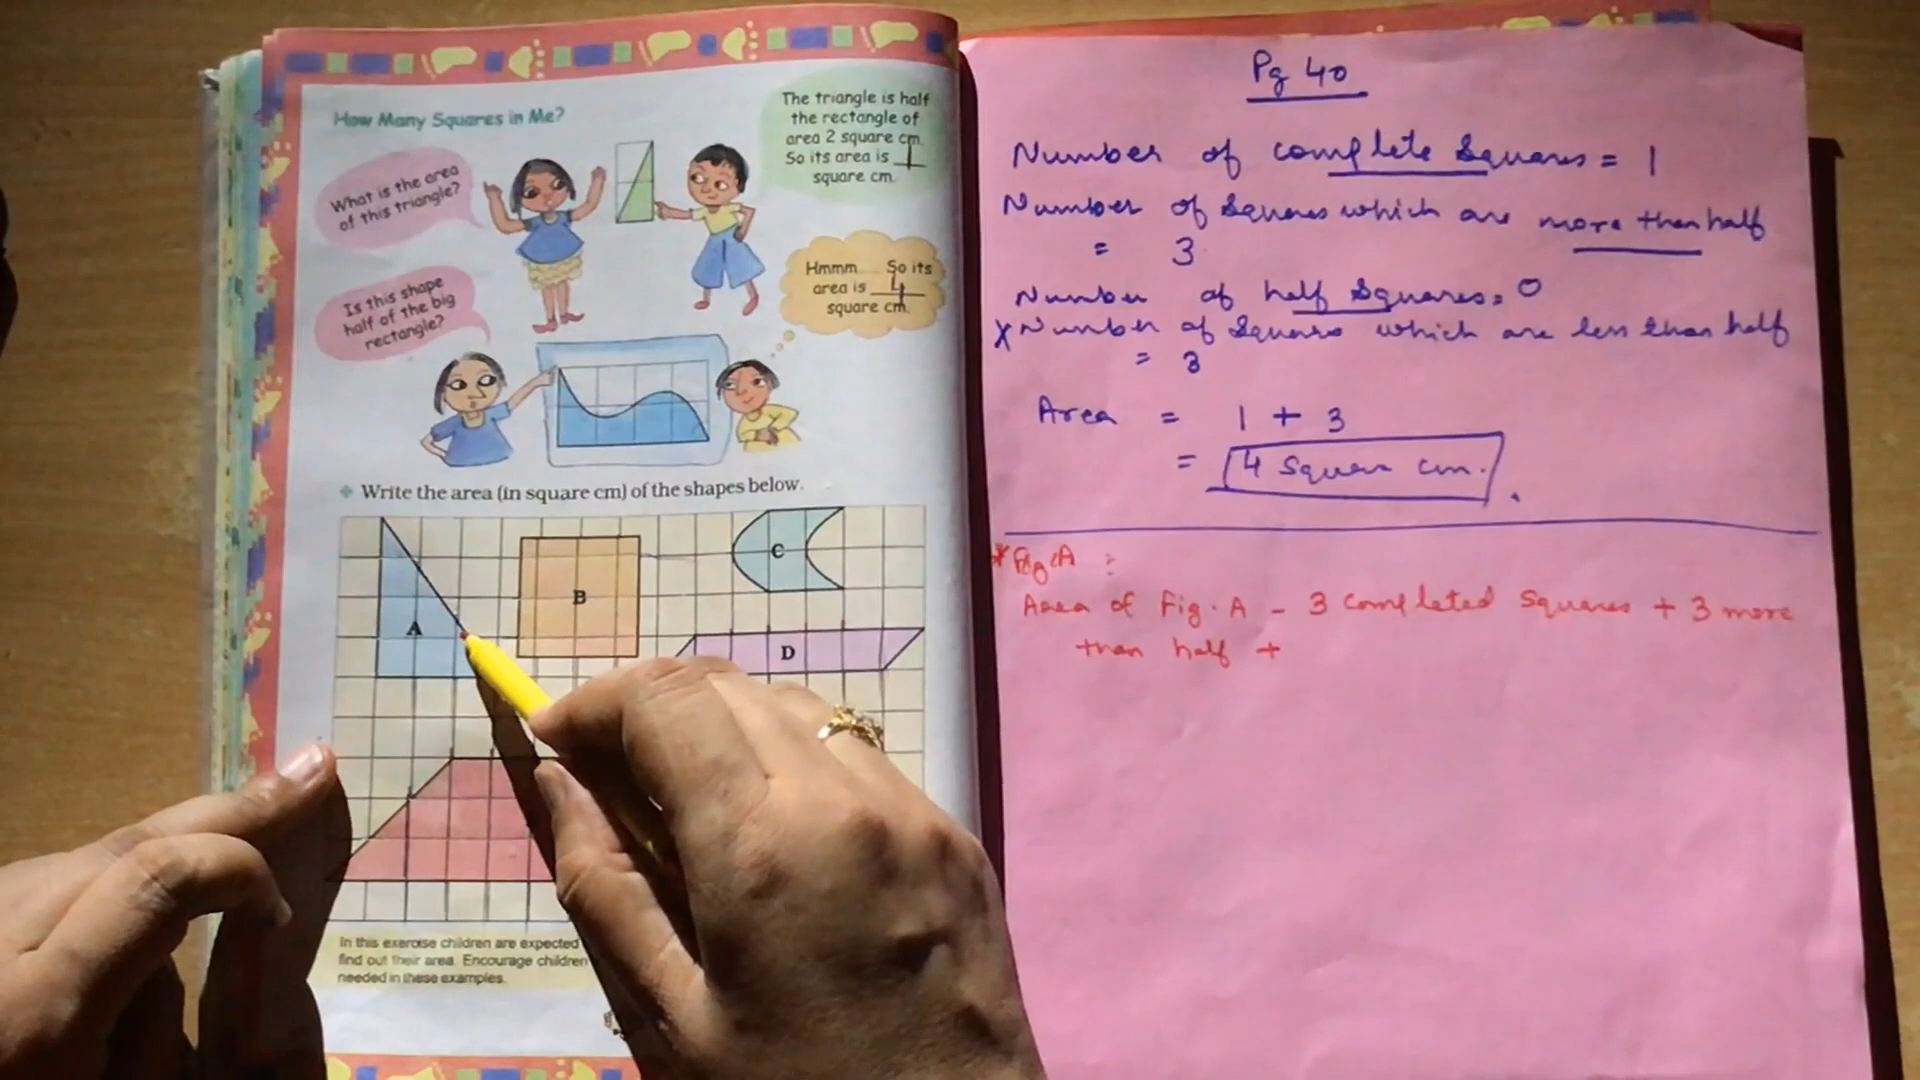 How Many Squares in Me?
What is the area
of this triangle?
The triangle is half
the rectangle of
area 2 square cm.
So its area is 1
square cm.
Is this shape
half of the big
rectangle?
Hmmm So its
area is 4
square cm.
Write the area (in square cm) of the shapes below.
A
B
C
D
In this exercise children are expected
find out their area. Encourage children
needed in these examples.
Pg 40
Number of complete Squares = 1
Number of Squares which are more than half
= 3
Number of half Squares = 0
x Number of Squares which are less than half
= 3
Area = 1 + 3
= 4 Square cm.
* Fig A :
Area of Fig. A - 3 completed Squares + 3 more
than half +